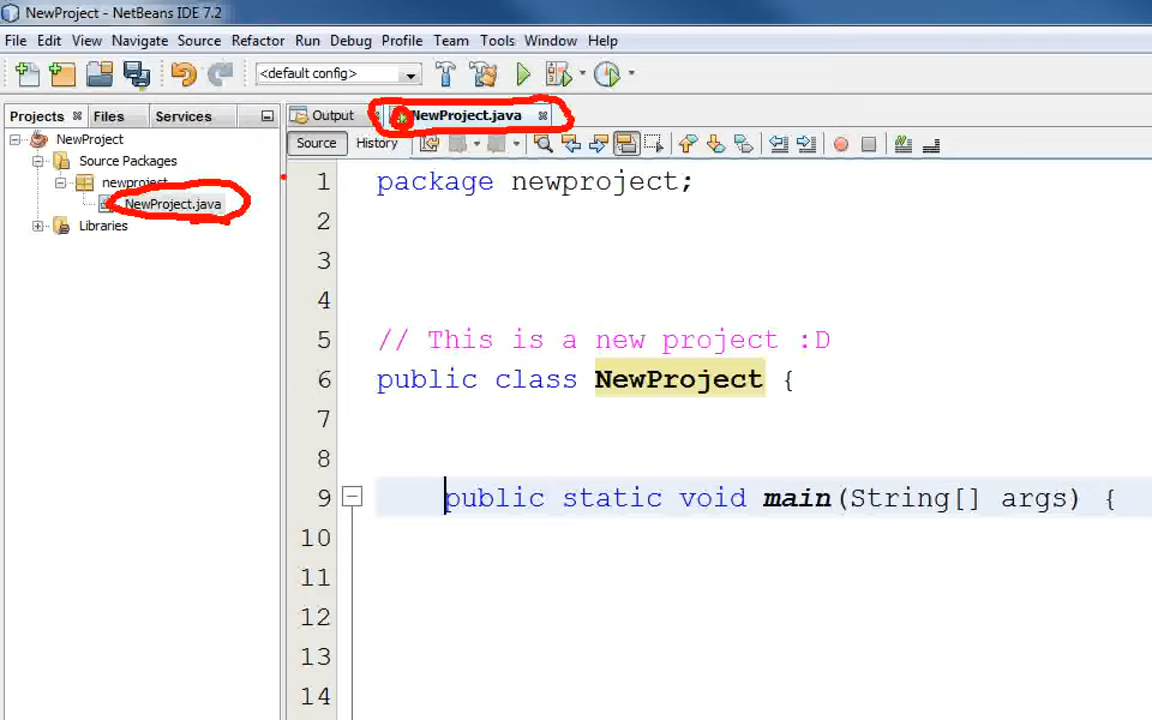 NewProject - NetBeans IDE 7.2
File Edit View Navigate Source Refactor Run Debug Profile Team Tools Window Help
<default config>
Projects Files Services
Output NewProject.java
Source History
NewProject
Source Packages
newproject
NewProject.java
Libraries
1 package newproject;
2
3
4
5 // This is a new project :D
6 public class NewProject {
7
8
9 public static void main(String[] args) {
10
11
12
13
14